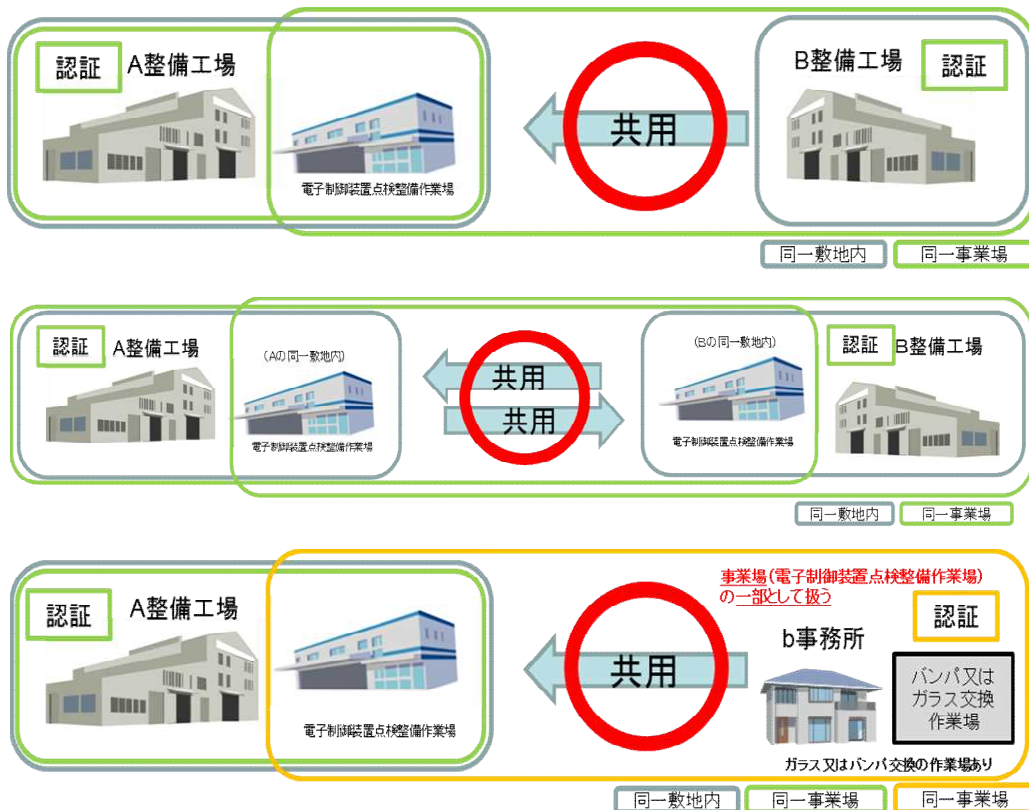 認証 A整備工場
電子制御装置点検整備作業場
共用
B整備工場 認証
同一敷地内 同一事業場
認証 A整備工場
(Aの同一敷地内)
電子制御装置点検整備作業場
共用
共用
(Bの同一敷地内)
電子制御装置点検整備作業場
認証 B整備工場
同一敷地内 同一事業場
認証 A整備工場
電子制御装置点検整備作業場
共用
事業場(電子制御装置点検整備作業場)
の一部として扱う
認証
b事務所
バンパ又は
ガラス交換
作業場
ガラス又はバンパ交換の作業場あり
同一敷地内 同一事業場 同一事業場